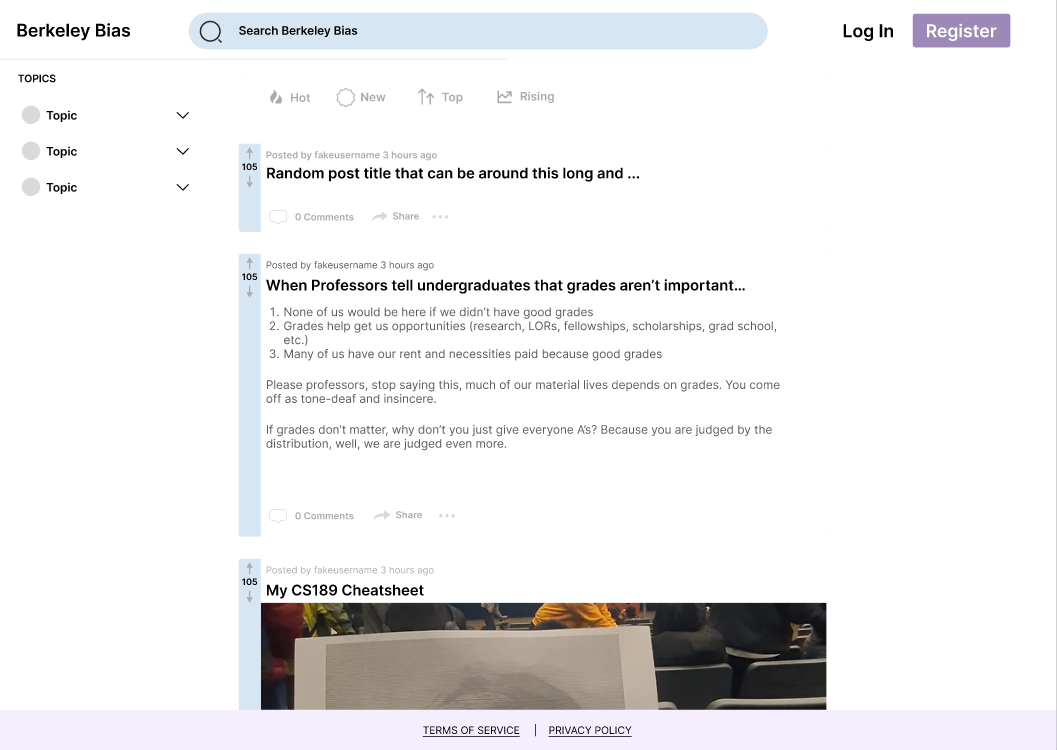 Berkeley Bias
Search Berkeley Bias
Log In
Register
TOPICS
Topic
Topic
Topic
Hot
New
Top
Rising
Posted by fakeusername 3 hours ago
105
Random post title that can be around this long and ...
0 Comments
Share
Posted by fakeusername 3 hours ago
105
When Professors tell undergraduates that grades aren’t important...
1. None of us would be here if we didn’t have good grades
2. Grades help get us opportunities (research, LORs, fellowships, scholarships, grad school,
etc.)
3. Many of us have our rent and necessities paid because good grades
Please professors, stop saying this, much of our material lives depends on grades. You come
off as tone-deaf and insincere.
If grades don’t matter, why don’t you just give everyone A’s? Because you are judged by the
distribution, well, we are judged even more.
0 Comments
Share
Posted by fakeusername 3 hours ago
105
My CS189 Cheatsheet
TERMS OF SERVICE | PRIVACY POLICY